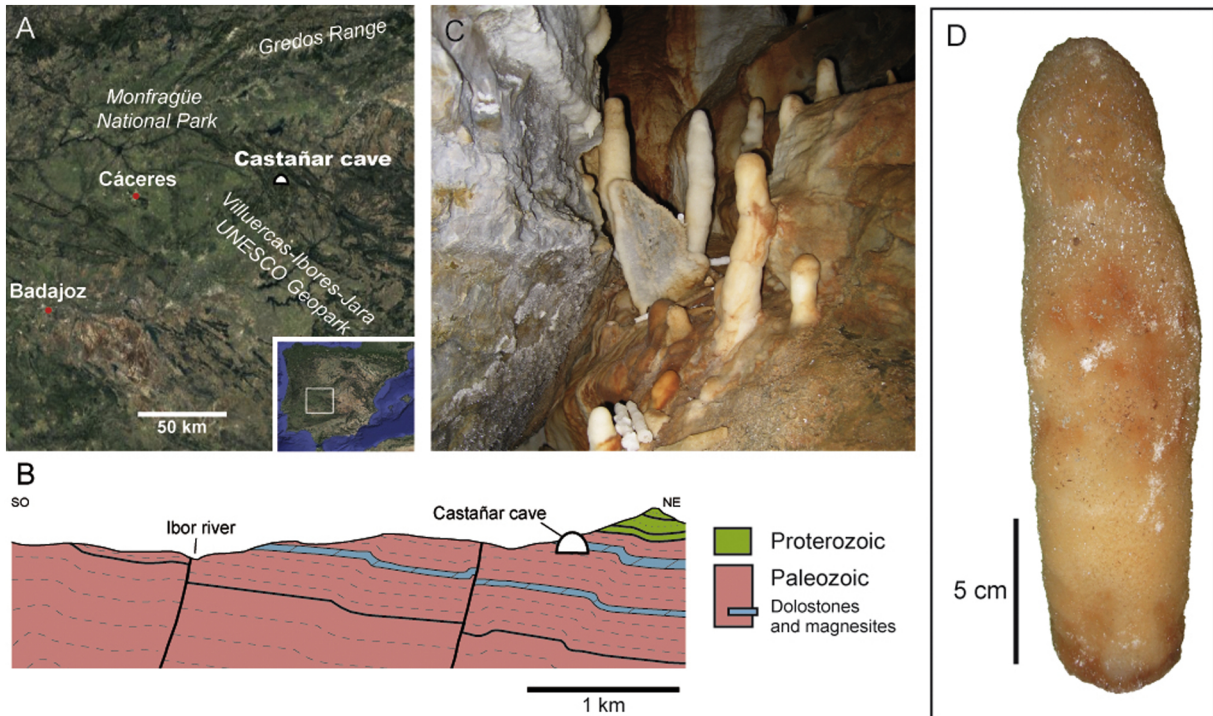 A
Gredos Range
Monfragüe
National Park
Castañar cave
Cáceres
Villuercas-Ibores-Jara
UNESCO Geopark
Badajoz
50 km
C
D
5 cm
B
SO
NE
Ibor river
Castañar cave
Proterozoic
Paleozoic
Dolostones
and magnesites
1 km